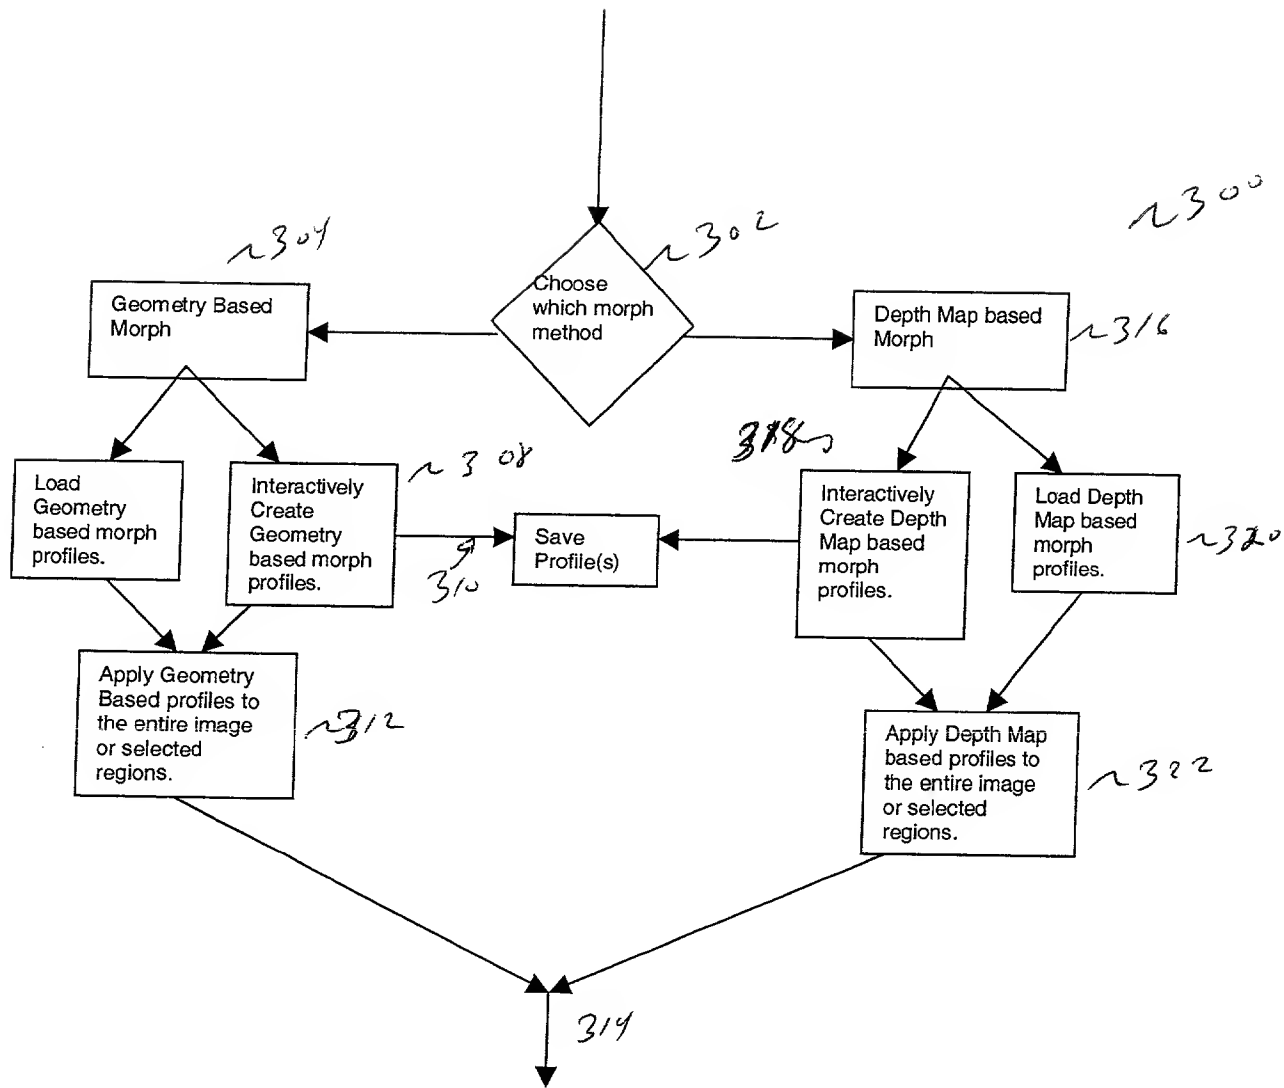 300
302
304
Choose
which morph
method
Geometry Based
Morph
Depth Map based
Morph
316
318
308
Load
Geometry
based morph
profiles.
Interactively
Create
Geometry
based morph
profiles.
310
Save
Profile(s)
Interactively
Create Depth
Map based
morph
profiles.
Load Depth
Map based
morph
profiles.
320
Apply Geometry
Based profiles to
the entire image
or selected
regions.
312
Apply Depth Map
based profiles to
the entire image
or selected
regions.
322
314